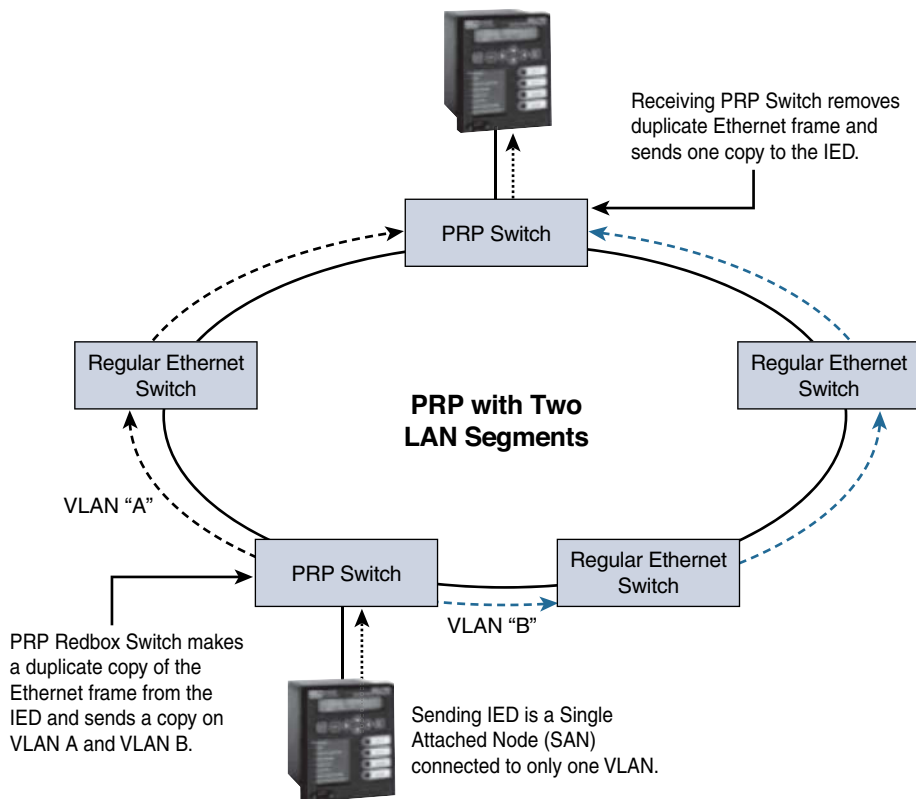 Receiving PRP Switch removes
duplicate Ethernet frame and
sends one copy to the IED.
PRP Switch
Regular Ethernet
Switch
Regular Ethernet
Switch
PRP with Two
LAN Segments
VLAN “A”
PRP Switch
Regular Ethernet
Switch
VLAN “B”
PRP Redbox Switch makes
a duplicate copy of the
Ethernet frame from the
IED and sends a copy on
VLAN A and VLAN B.
Sending IED is a Single
Attached Node (SAN)
connected to only one VLAN.